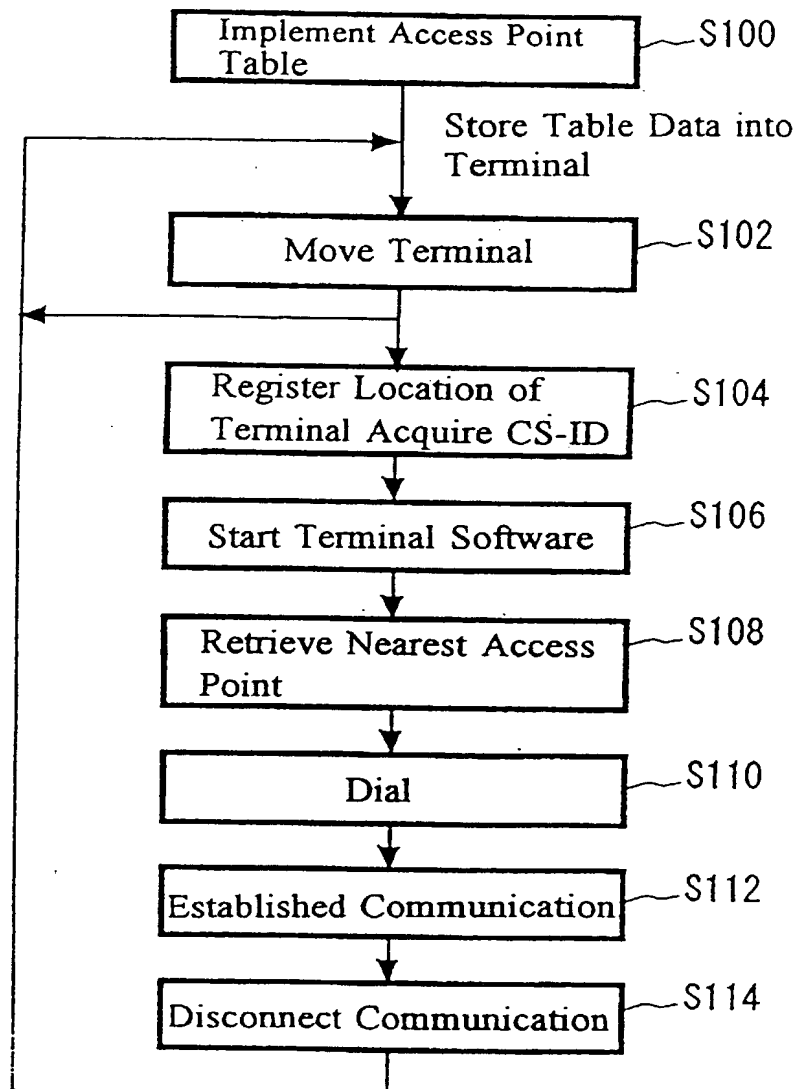 Implement Access Point
Table
S100
Store Table Data into
Terminal
Move Terminal
S102
Register Location of
Terminal Acquire CS-ID
S104
Start Terminal Software
S106
Retrieve Nearest Access
Point
S108
Dial
S110
Established Communication
S112
Disconnect Communication
S114